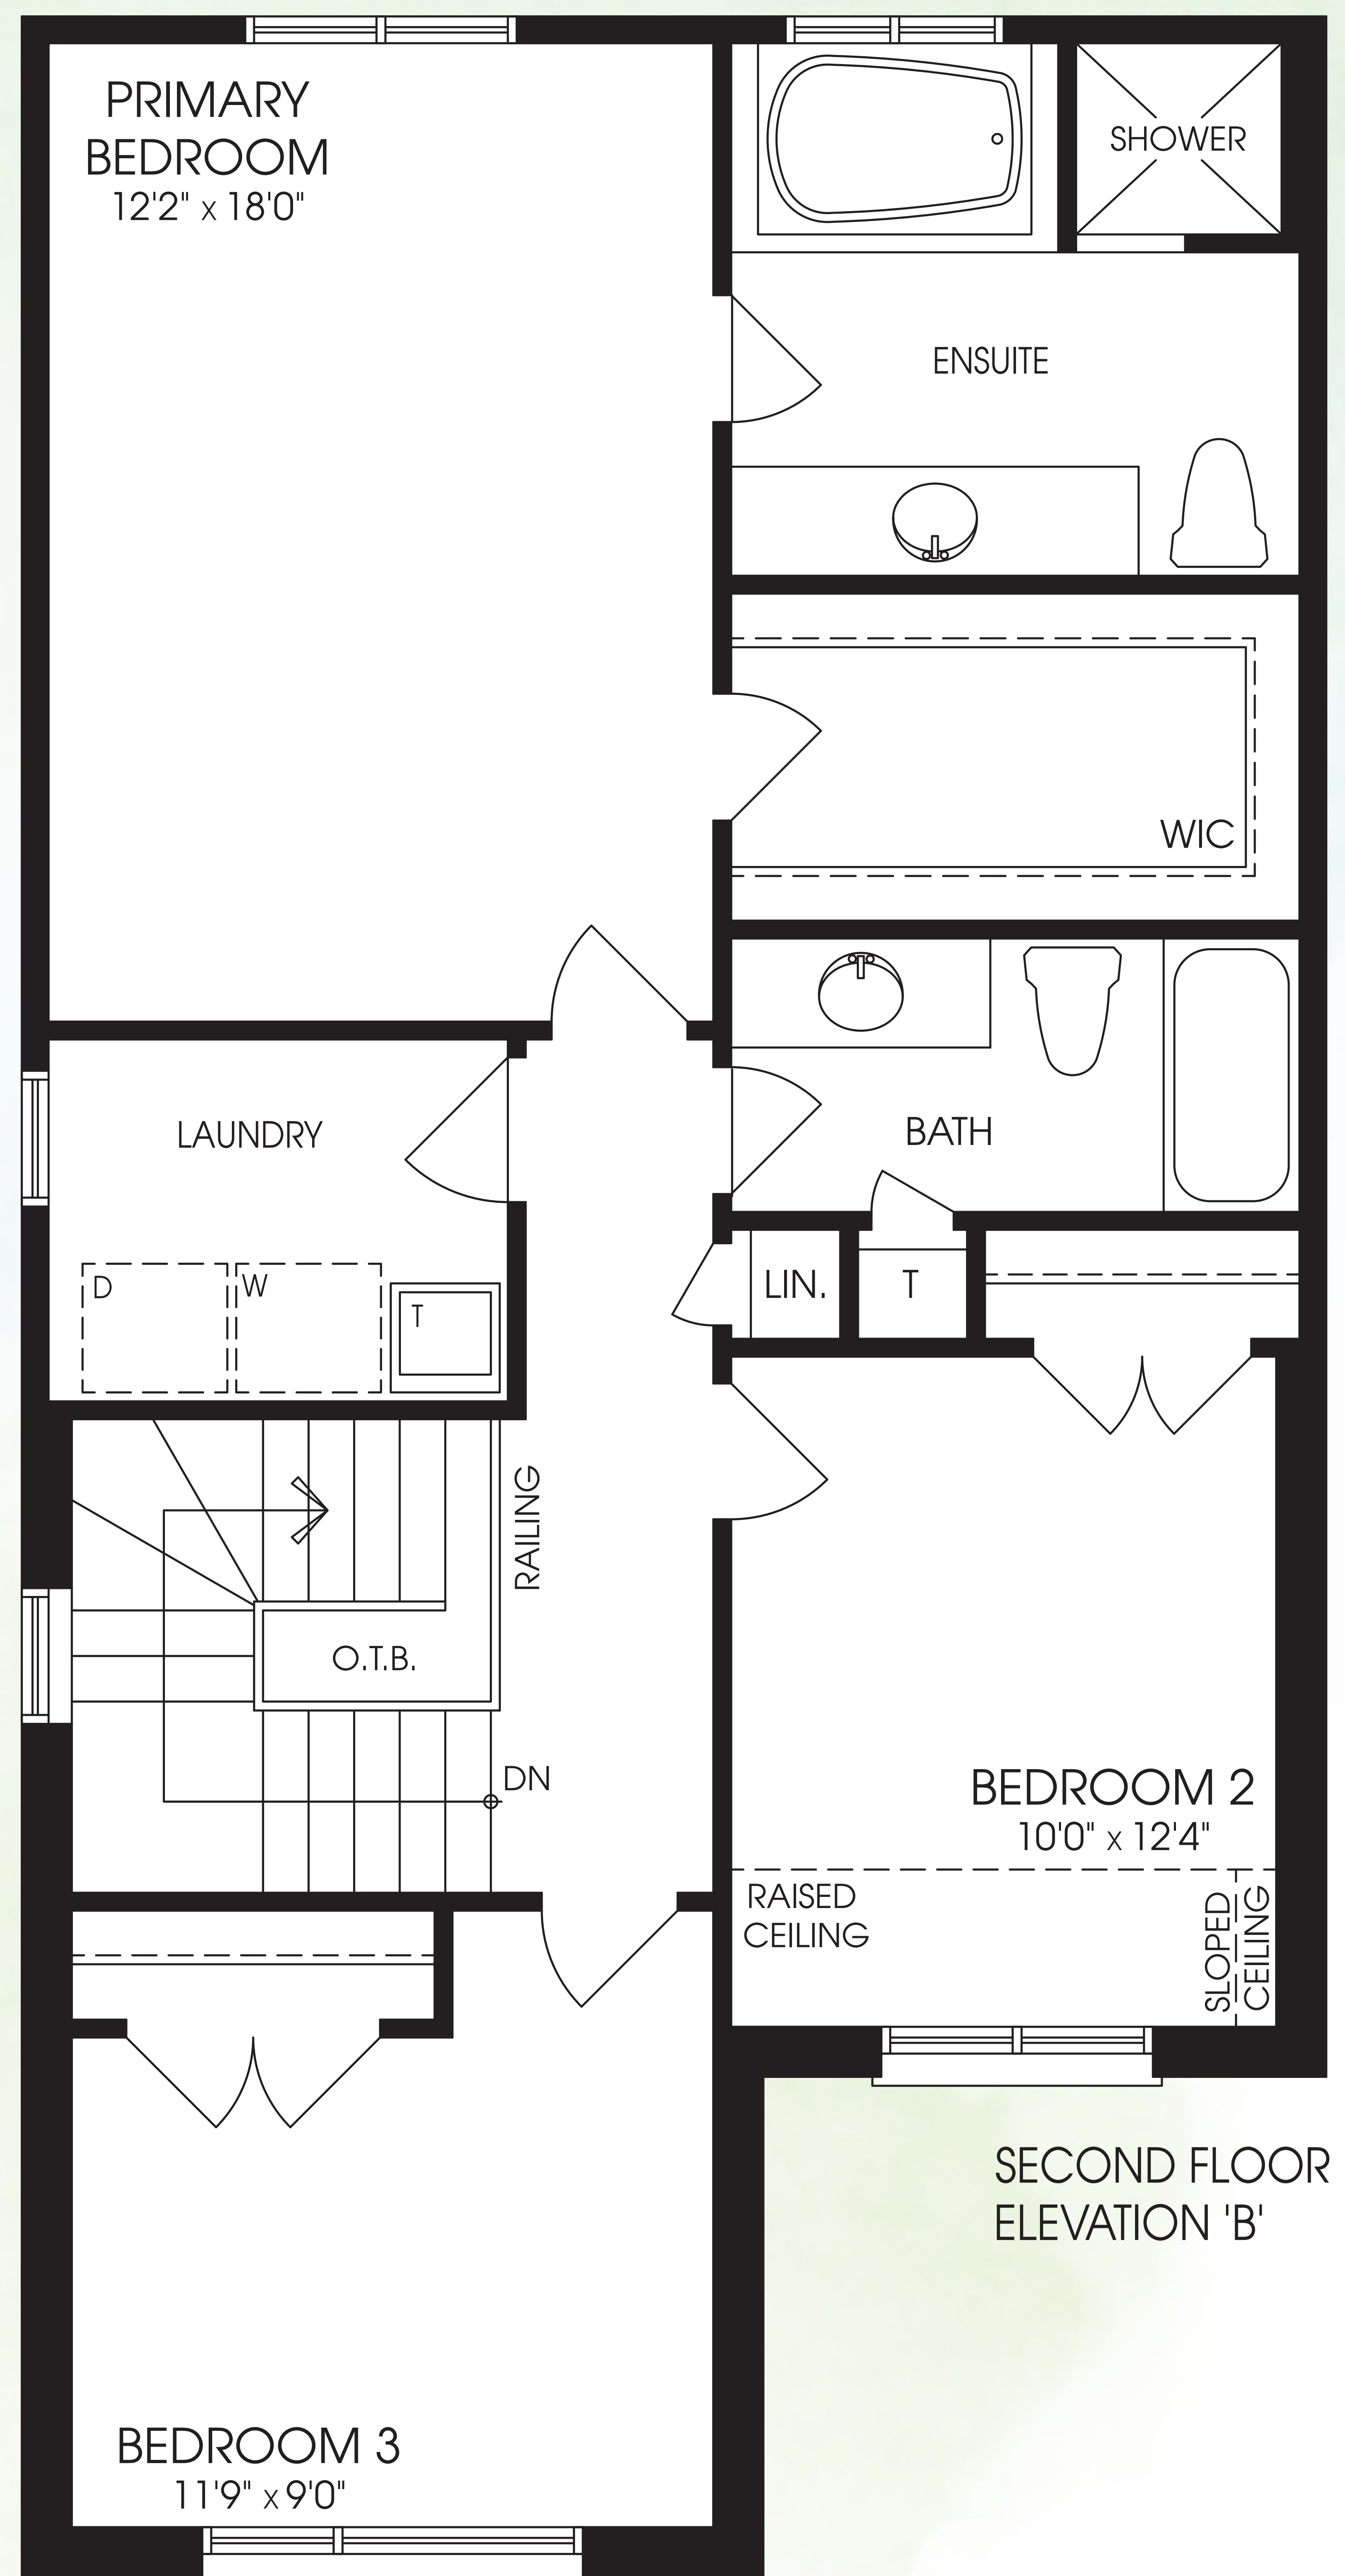 PRIMARY
BEDROOM
12'2" x 18'0"
SHOWER
ENSUITE
WIC
LAUNDRY
BATH
D
W
T
LIN.
T
RAILING
O.T.B.
DN
BEDROOM 2
10'0" x 12'4"
RAISED
CEILING
SLOPED
CEILING
SECOND FLOOR
ELEVATION 'B'
BEDROOM 3
11'9" x 9'0"